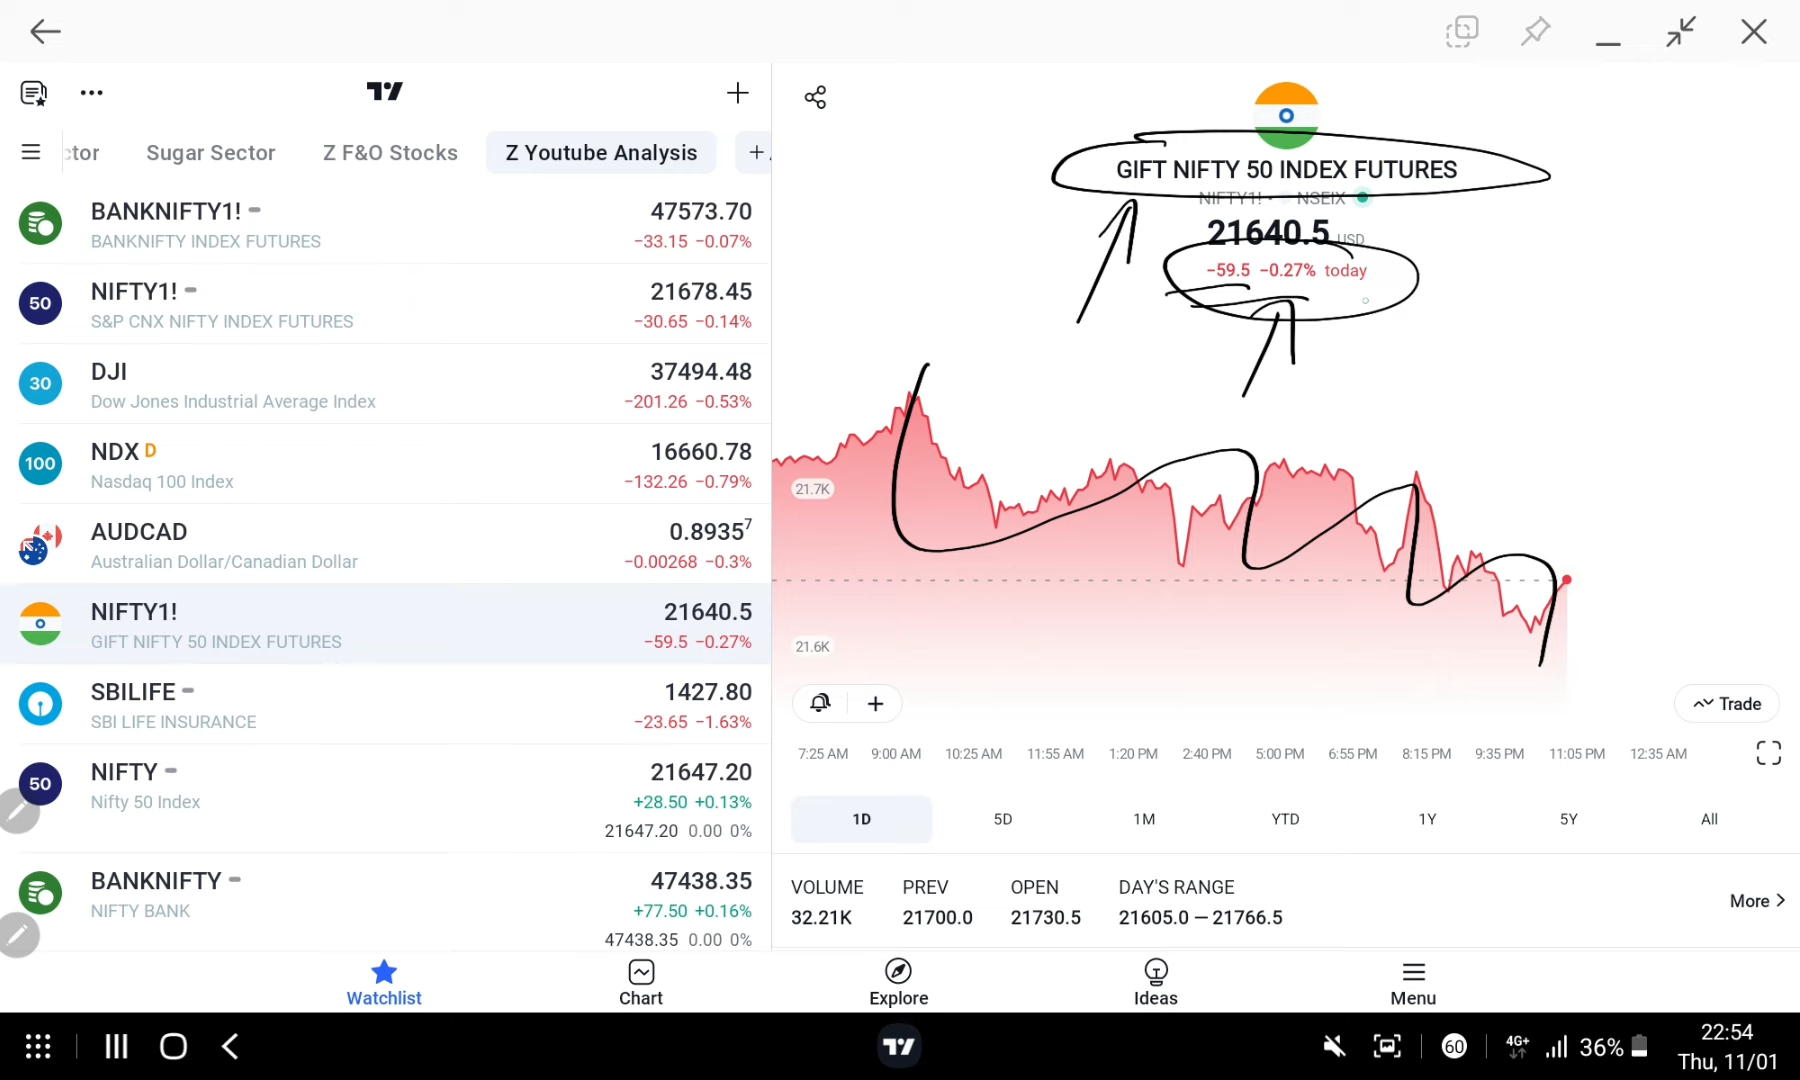 ctor Sugar Sector Z F&O Stocks Z Youtube Analysis +
BANKNIFTY1! 47573.70
BANKNIFTY INDEX FUTURES −33.15 −0.07%
50 NIFTY1! 21678.45
S&P CNX NIFTY INDEX FUTURES −30.65 −0.14%
30 DJI 37494.48
Dow Jones Industrial Average Index −201.26 −0.53%
100 NDX D 16660.78
Nasdaq 100 Index −132.26 −0.79%
AUDCAD 0.8935⁷
Australian Dollar/Canadian Dollar −0.00268 −0.3%
NIFTY1! 21640.5
GIFT NIFTY 50 INDEX FUTURES −59.5 −0.27%
SBILIFE 1427.80
SBI LIFE INSURANCE −23.65 −1.63%
50 NIFTY 21647.20
Nifty 50 Index +28.50 +0.13%
21647.20 0.00 0%
BANKNIFTY 47438.35
NIFTY BANK +77.50 +0.16%
47438.35 0.00 0%
GIFT NIFTY 50 INDEX FUTURES
NIFTY1! • NSEIX
21640.5 USD
−59.5 −0.27% today
21.7K
21.6K
Trade
7:25 AM 9:00 AM 10:25 AM 11:55 AM 1:20 PM 2:40 PM 5:00 PM 6:55 PM 8:15 PM 9:35 PM 11:05 PM 12:35 AM
1D 5D 1M YTD 1Y 5Y All
VOLUME PREV OPEN DAY'S RANGE
32.21K 21700.0 21730.5 21605.0 — 21766.5
More >
Watchlist Chart Explore Ideas Menu
60 4G+ 36% 22:54
Thu, 11/01